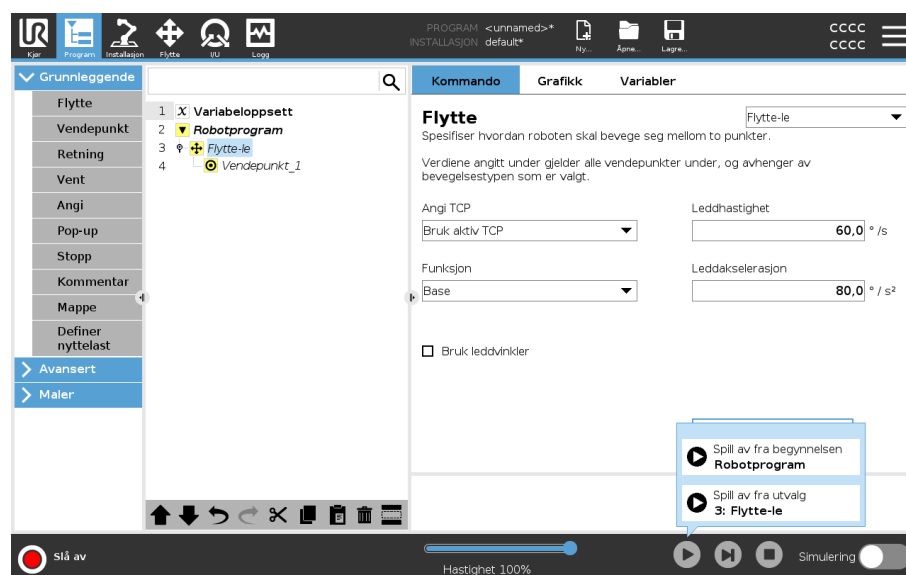 PROGRAM <unnamed>*
INSTALLASJON default*
cccc
cccc
Kjør
Program
Installasjon
Flytte
I/U
Logg
Ny...
Åpne...
Lagre...
Grunnleggende
Flytte
Vendepunkt
Retning
Vent
Angi
Pop-up
Stopp
Kommentar
Mappe
Definer
nyttelast
Avansert
Maler
1 X Variabeloppsett
2 Robotprogram
3 Flytte-le
4 Vendepunkt_1
Kommando Grafikk Variabler
Flytte
Flytte-le
Spesifiser hvordan roboten skal bevege seg mellom to punkter.
Verdiene angitt under gjelder alle vendepunkter under, og avhenger av
bevegelsestypen som er valgt.
Angi TCP
Bruk aktiv TCP
Leddhastighet
60,0 °/s
Funksjon
Base
Leddakselerasjon
80,0 °/s²
Bruk leddvinkler
Spill av fra begynnelsen
Robotprogram
Spill av fra utvalg
3: Flytte-le
Slå av
Hastighet 100%
Simulering